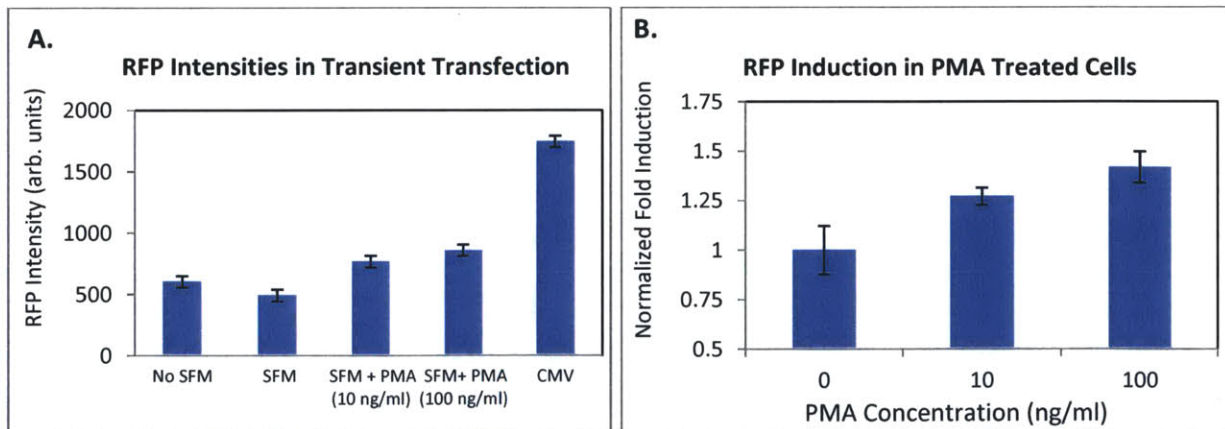 A.
RFP Intensities in Transient Transfection
RFP Intensity (arb. units)
2000
1500
1000
500
0
No SFM
SFM
SFM + PMA
(10 ng/ml)
SFM+ PMA
(100 ng/ml)
CMV
B.
RFP Induction in PMA Treated Cells
Normalized Fold Induction
1.75
1.5
1.25
1
0.75
0.5
0
10
100
PMA Concentration (ng/ml)